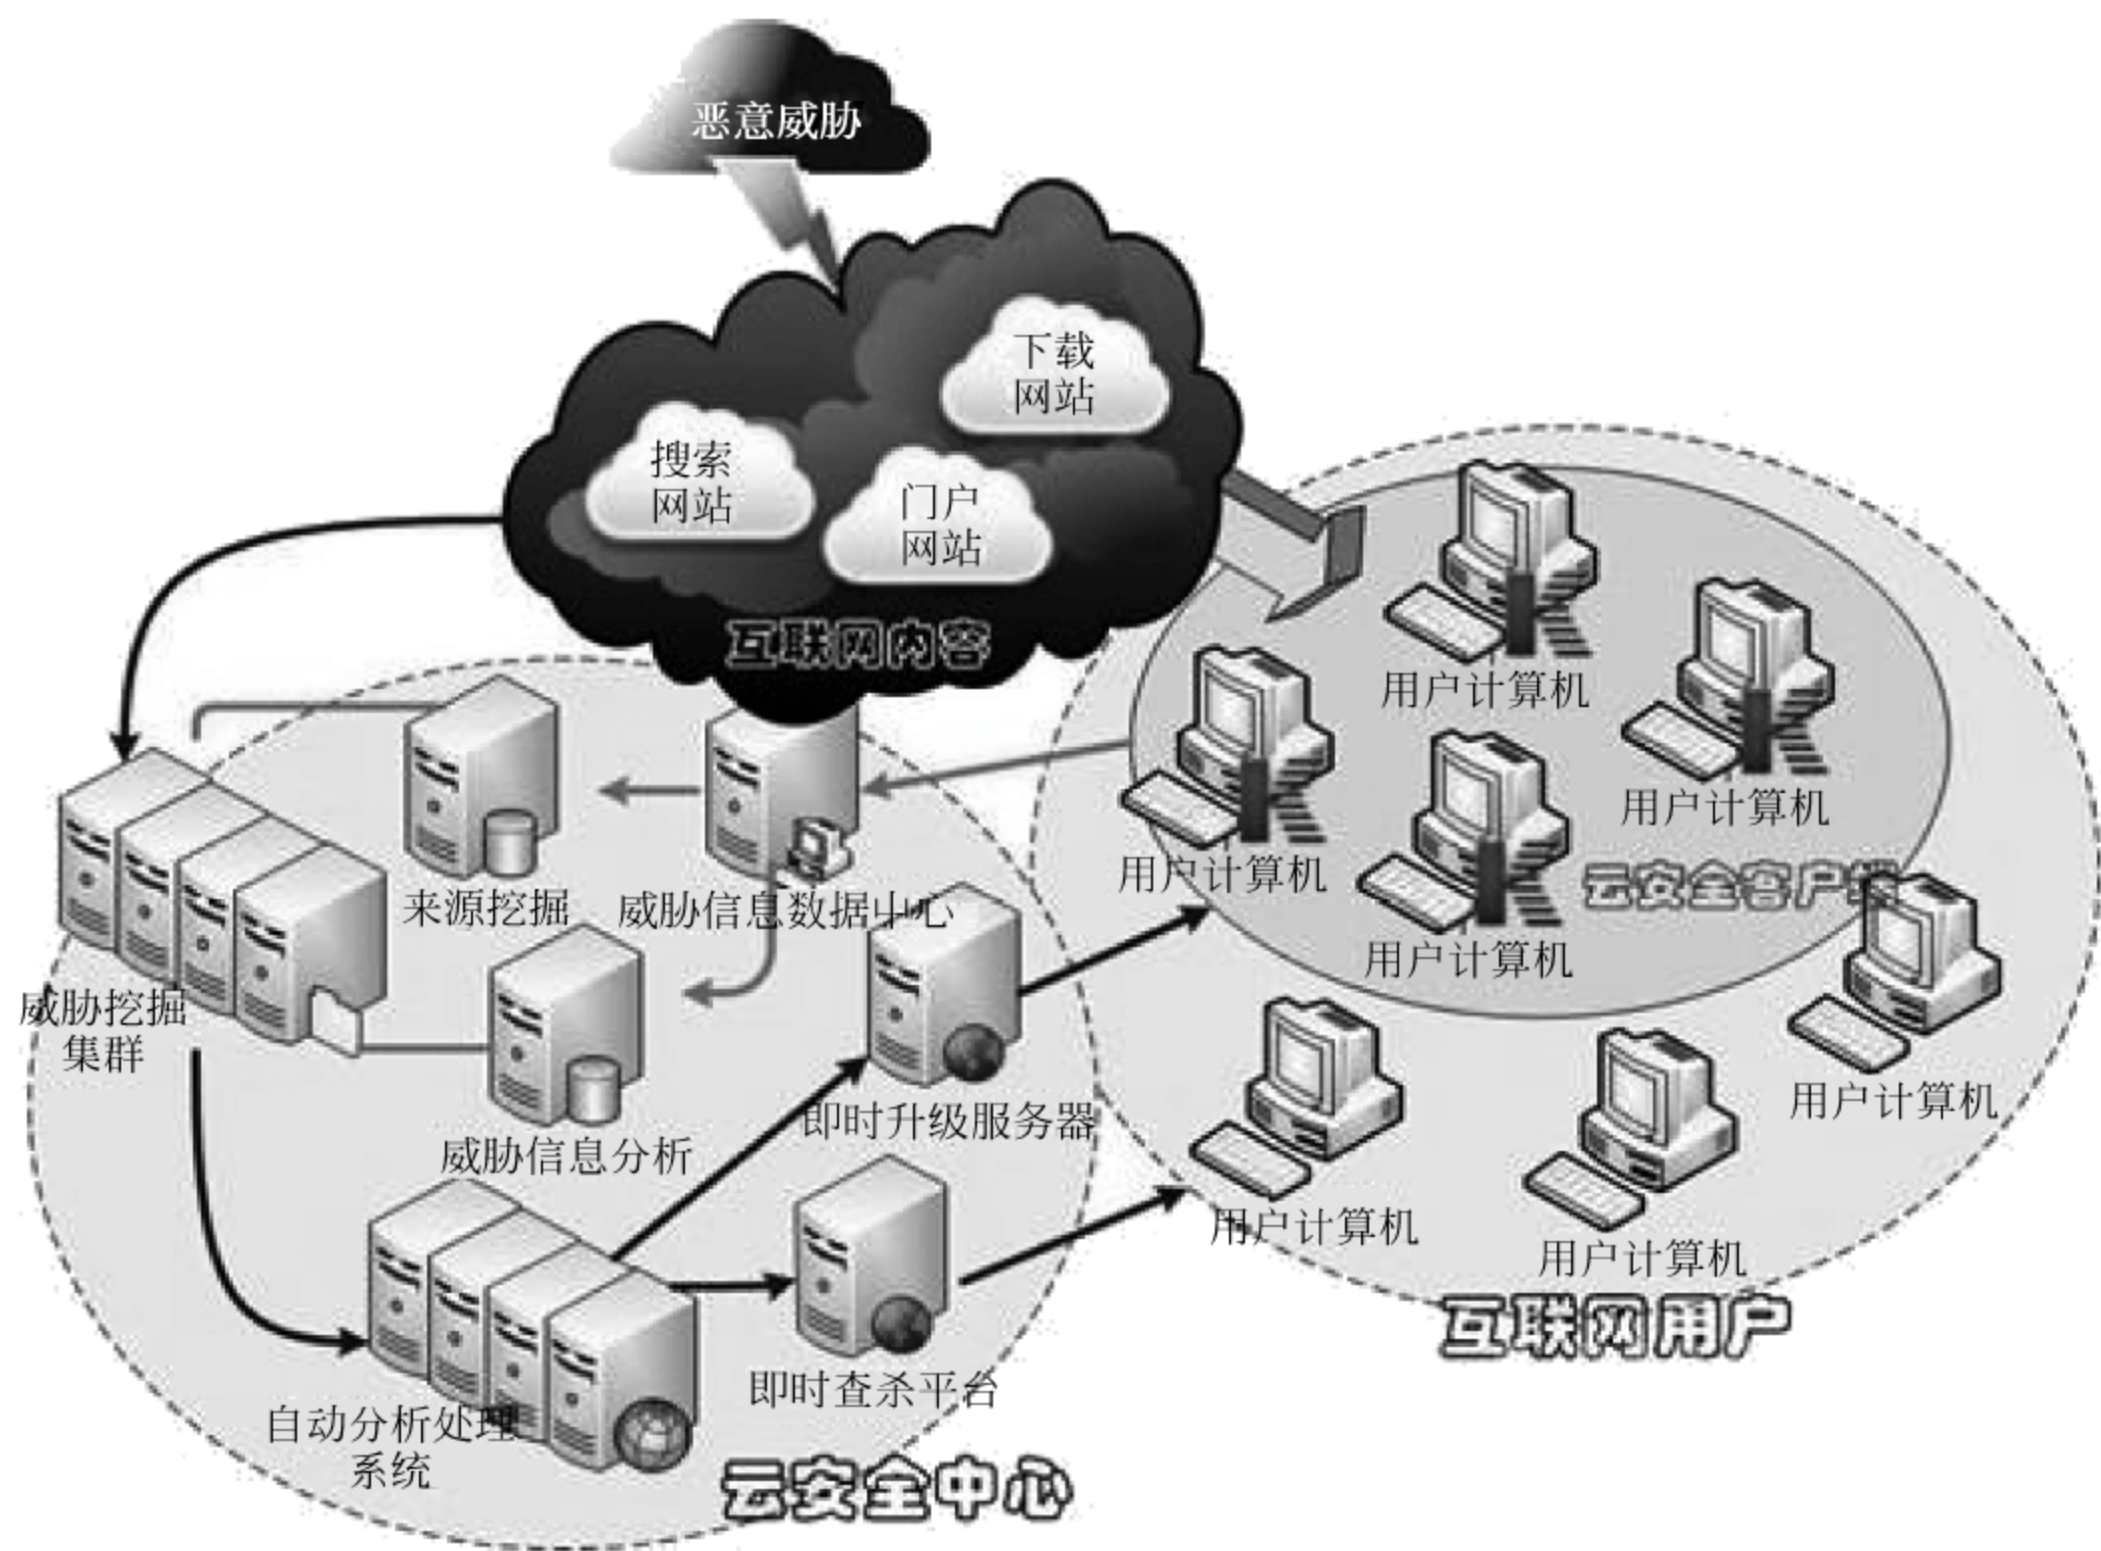 恶意威胁
下载
网站
搜索
网站
门户
网站
互联网内容
用户计算机
用户计算机
用户计算机
云安全客户端
用户计算机
来源挖掘
威胁信息数据中心
威胁挖掘
集群
用户计算机
即时升级服务器
威胁信息分析
用户计算机
用户计算机
互联网用户
即时查杀平台
自动分析处理
系统
云安全中心